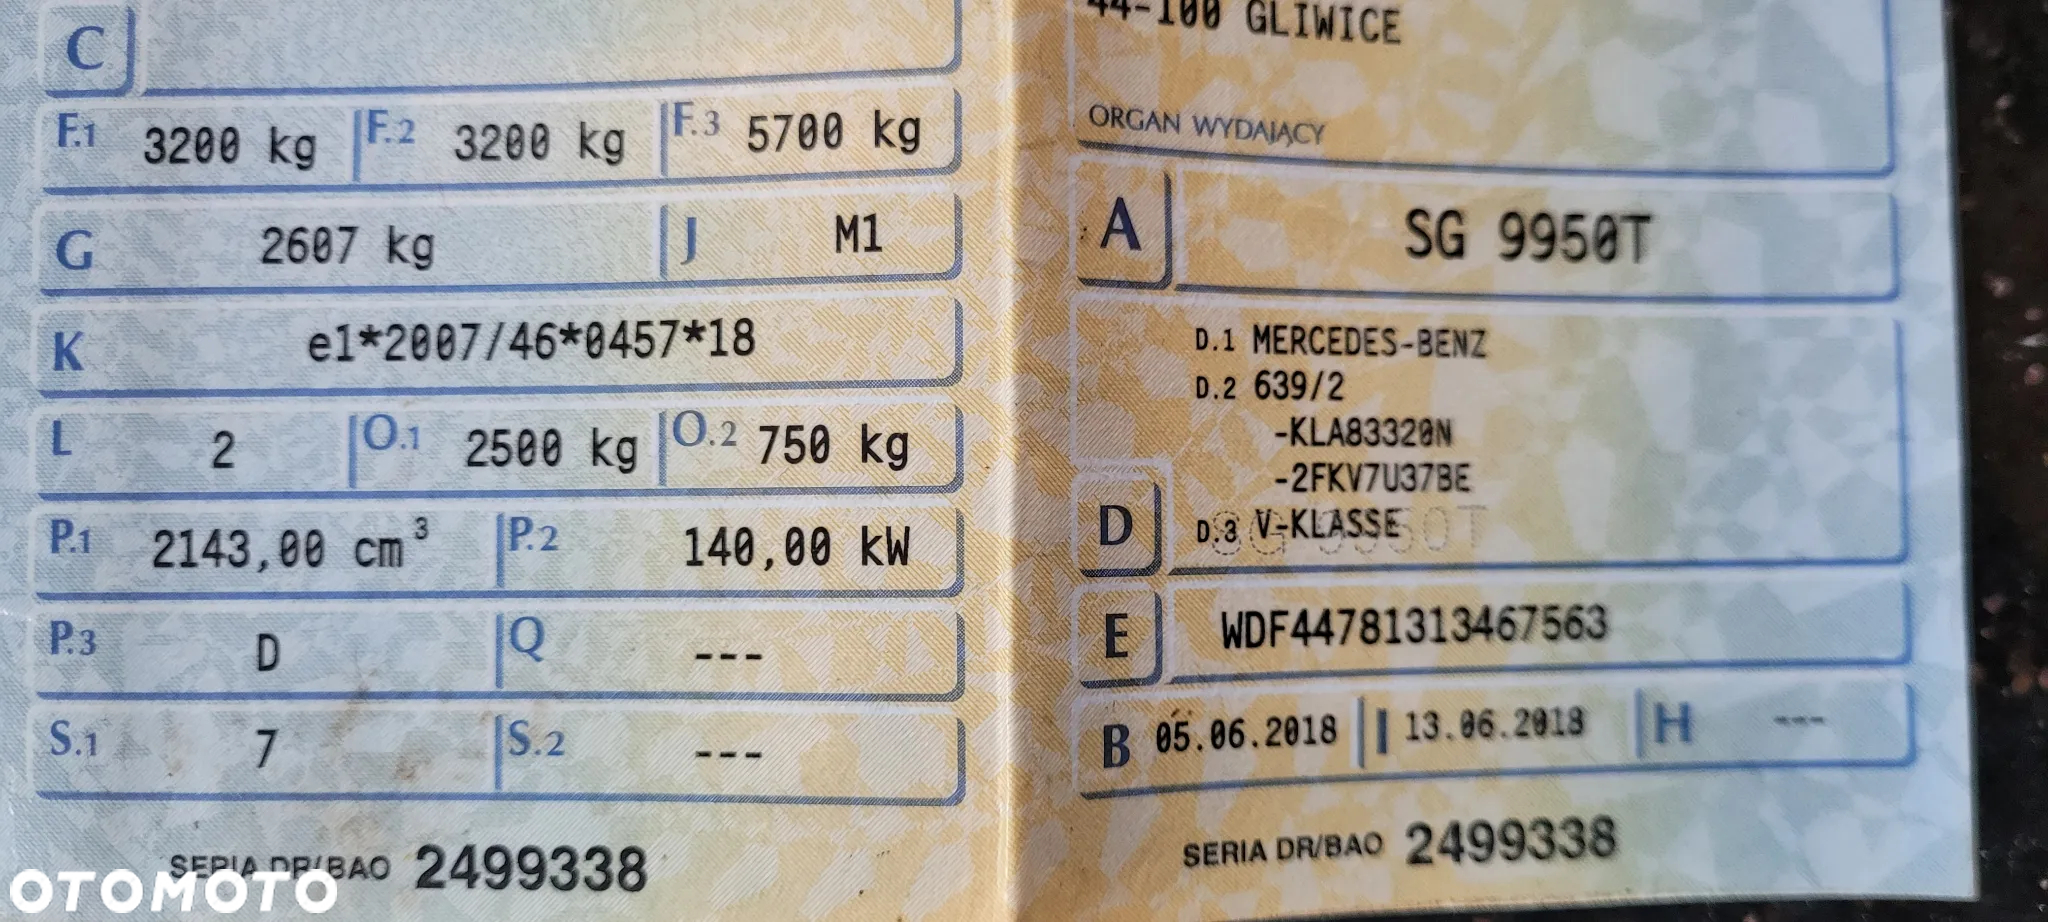 C
F.1 3200 kg F.2 3200 kg F.3 5700 kg
G 2607 kg J M1
K e1*2007/46*0457*18
L 2 O.1 2500 kg O.2 750 kg
P.1 2143,00 cm³ P.2 140,00 kW
P.3 D Q ---
S.1 7 S.2 ---
SERIA DR/BAO 2499338
OTOMOTO
44-100 GLIWICE
ORGAN WYDAJĄCY
A SG 9950T
D.1 MERCEDES-BENZ
D.2 639/2
-KLA83320N
-2FKV7U37BE
D D.3 V-KLASSE
SG 9950T
E WDF44781313467563
B 05.06.2018 I 13.06.2018 H ---
SERIA DR/BAO 2499338